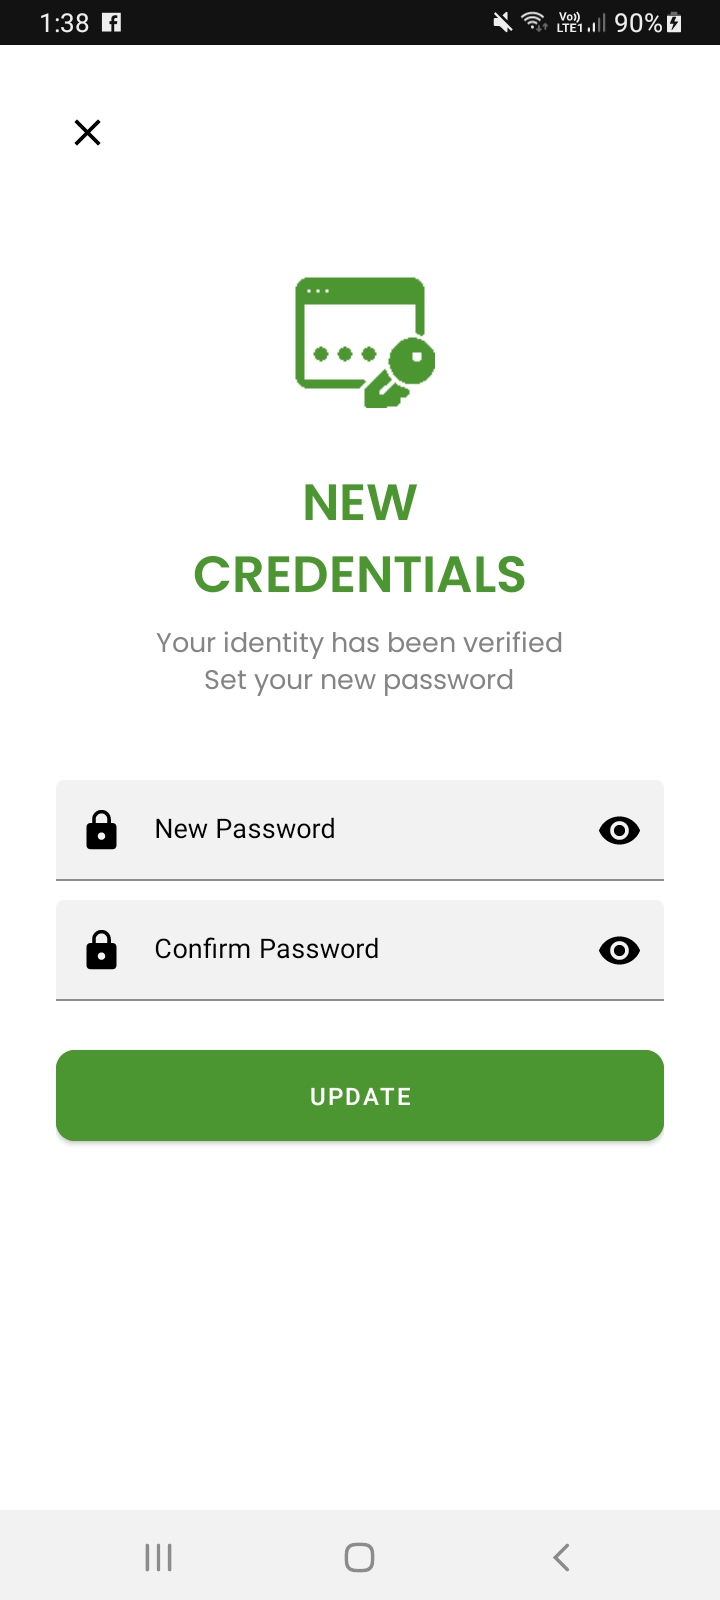 1:38
Vo))
LTE1
90%
NEW
CREDENTIALS
Your identity has been verified
Set your new password
New Password
Confirm Password
UPDATE